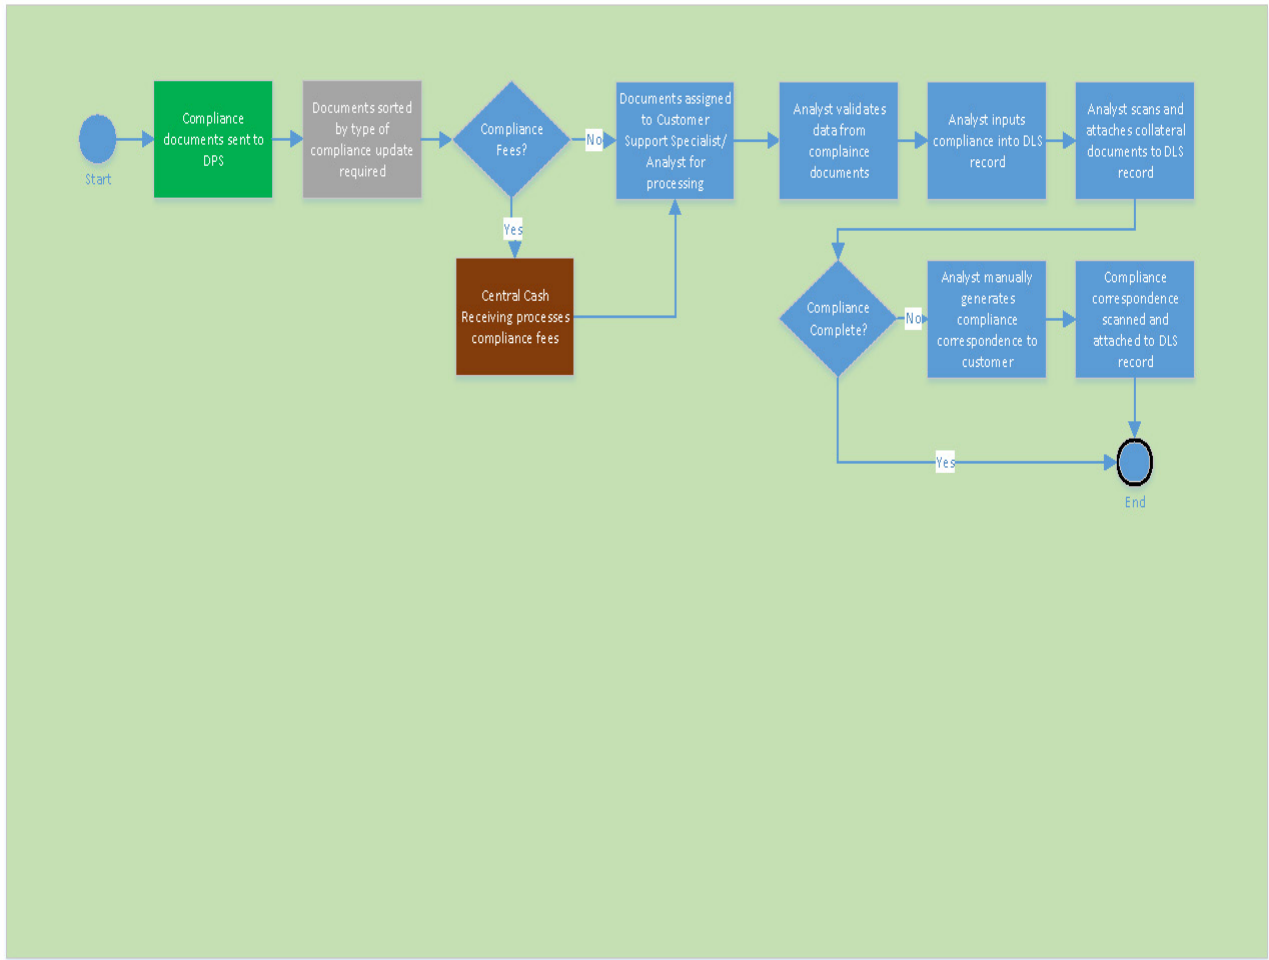 Start
Compliance
documents sent to
DPS
Documents sorted
by type of
compliance update
required
Compliance
Fees?
No
Yes
Central Cash
Receiving processes
compliance fees
Documents assigned
to Customer
Support Specialist/
Analyst for
processing
Analyst validates
data from
complaince
documents
Analyst inputs
compliance into DLS
record
Analyst scans and
attaches collateral
documents to DLS
record
Compliance
Complete?
No
Analyst manually
generates
compliance
correspondence to
customer
Compliance
correspondence
scanned and
attached to DLS
record
Yes
End